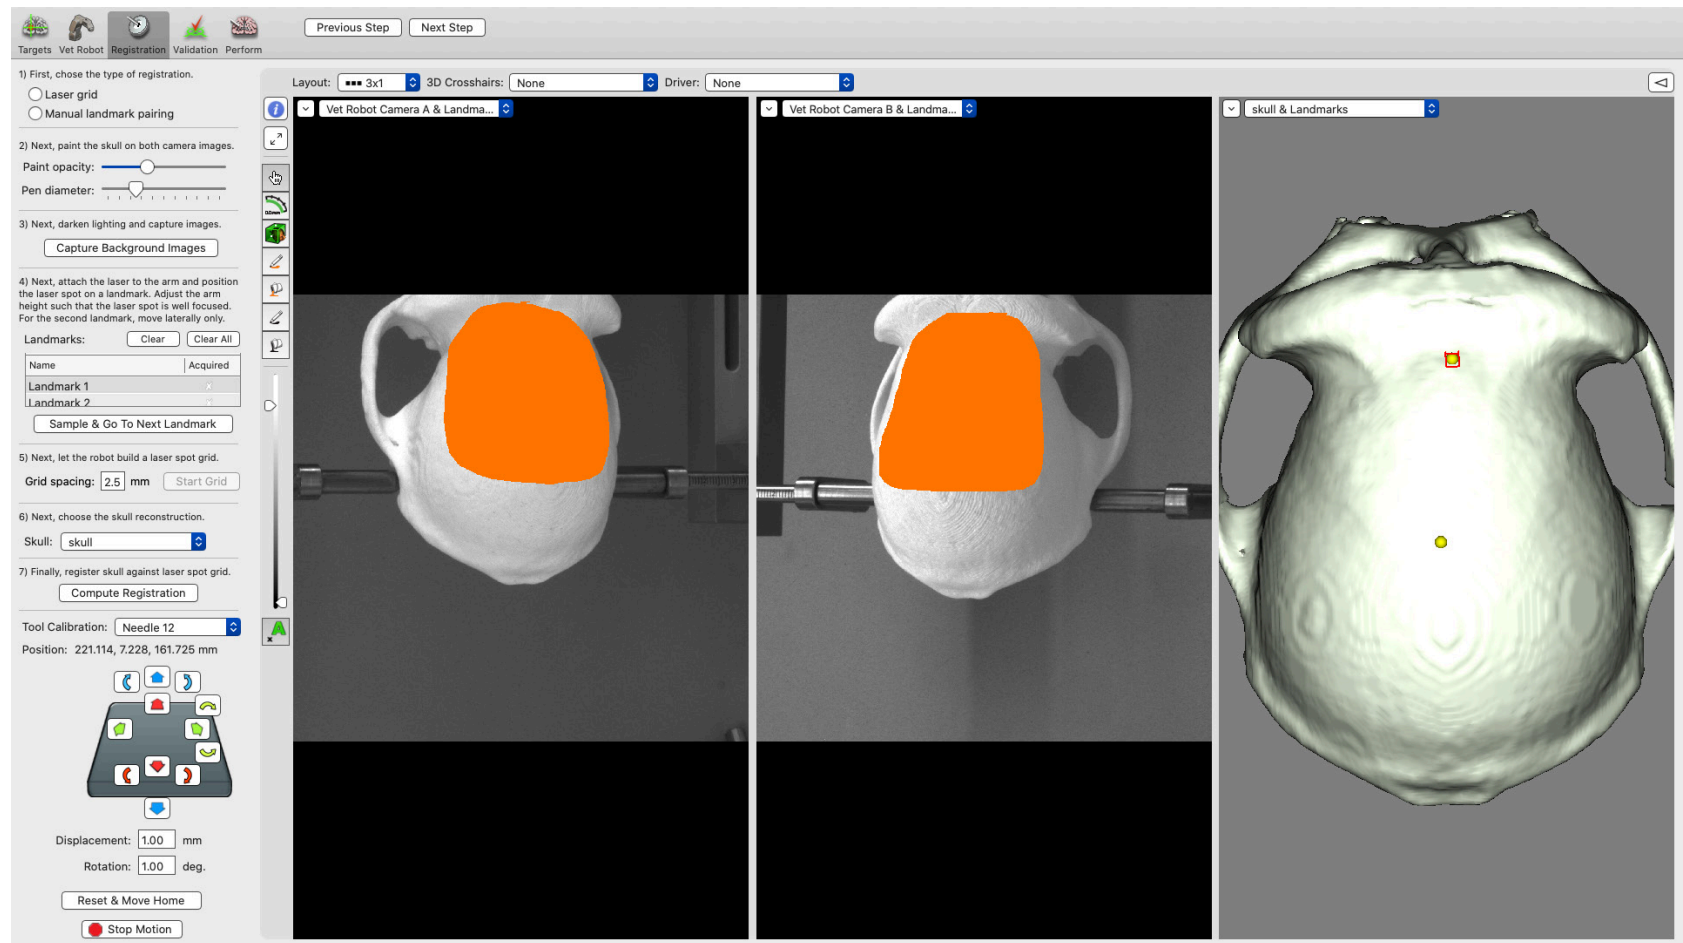 Previous Step Next Step
Targets Vet Robot Registration Validation Perform
1) First, chose the type of registration.
Laser grid
Manual landmark pairing
2) Next, paint the skull on both camera images.
Paint opacity:
Pen diameter:
3) Next, darken lighting and capture images.
Capture Background Images
4) Next, attach the laser to the arm and position
the laser spot on a landmark. Adjust the arm
height such that the laser spot is well focused.
For the second landmark, move laterally only.
Landmarks: Clear Clear All
Name Acquired
Landmark 1
Landmark 2
Sample & Go To Next Landmark
5) Next, let the robot build a laser spot grid.
Grid spacing: 2.5 mm Start Grid
6) Next, choose the skull reconstruction.
Skull: skull
7) Finally, register skull against laser spot grid.
Compute Registration
Tool Calibration: Needle 12
Position: 221.114, 7.228, 161.725 mm
Displacement: 1.00 mm
Rotation: 1.00 deg.
Reset & Move Home
Stop Motion
Layout: 3x1 3D Crosshairs: None Driver: None
Vet Robot Camera A & Landma...
Vet Robot Camera B & Landma...
skull & Landmarks